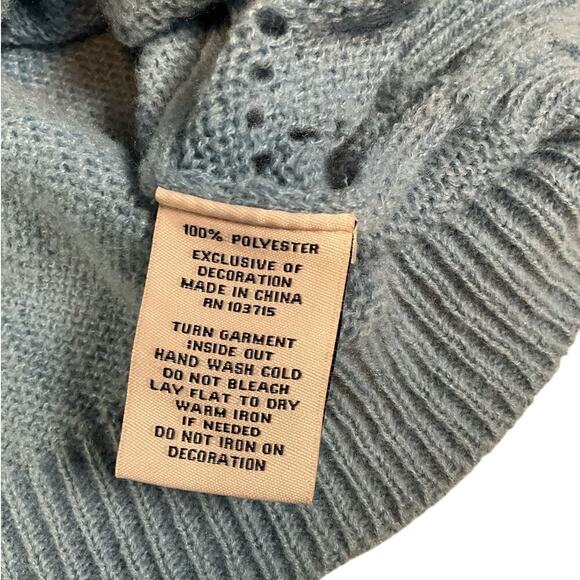 100% POLYESTER
EXCLUSIVE OF
DECORATION
MADE IN CHINA
RN 103715
TURN GARMENT
INSIDE OUT
HAND WASH COLD
DO NOT BLEACH
LAY FLAT TO DRY
WARM IRON
IF NEEDED
DO NOT IRON ON
DECORATION